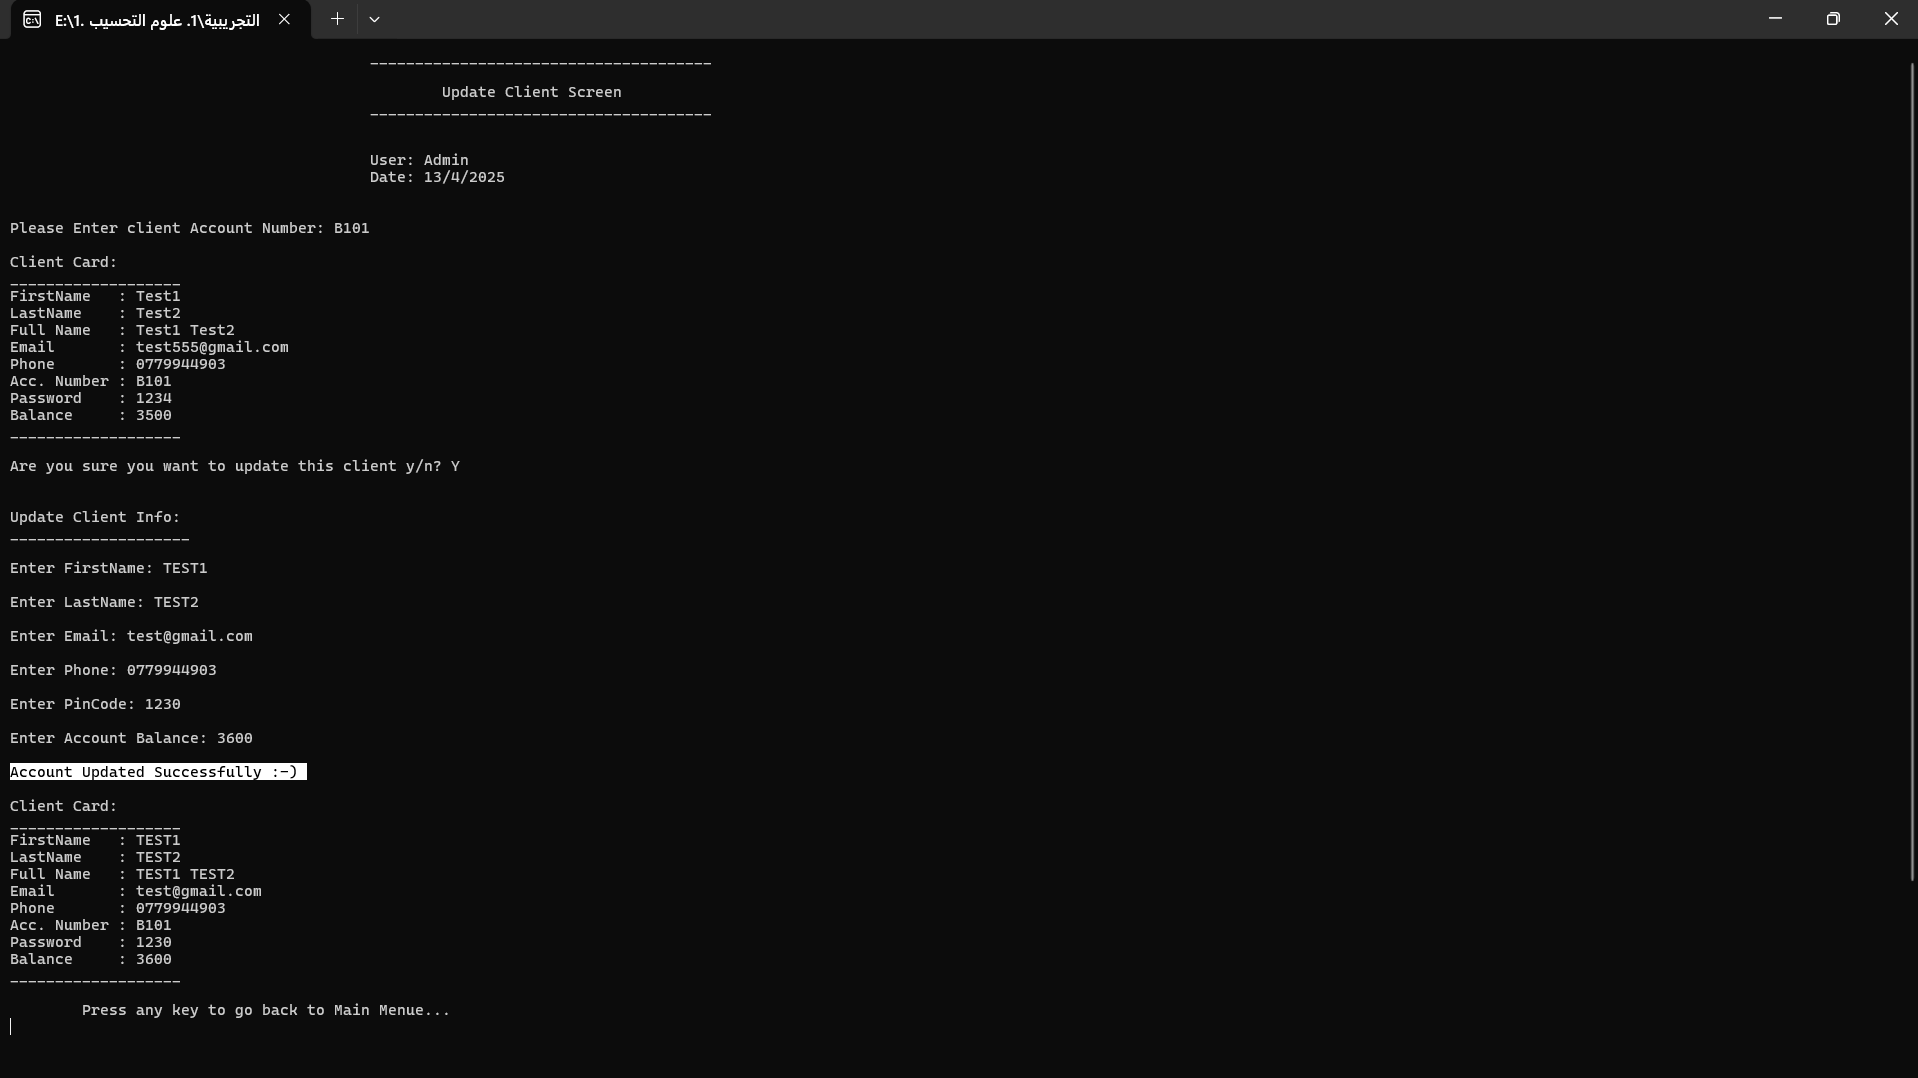 E:\1. علوم التحسيب .1\التجريبية
Update Client Screen
User: Admin
Date: 13/4/2025
Please Enter client Account Number: B101
Client Card:
___________________
FirstName   : Test1
LastName    : Test2
Full Name   : Test1 Test2
Email       : test555@gmail.com
Phone       : 0779944903
Acc. Number : B101
Password    : 1234
Balance     : 3500
___________________
Are you sure you want to update this client y/n? Y
Update Client Info:
____________________
Enter FirstName: TEST1
Enter LastName: TEST2
Enter Email: test@gmail.com
Enter Phone: 0779944903
Enter PinCode: 1230
Enter Account Balance: 3600
Account Updated Successfully :-)
Client Card:
___________________
FirstName   : TEST1
LastName    : TEST2
Full Name   : TEST1 TEST2
Email       : test@gmail.com
Phone       : 0779944903
Acc. Number : B101
Password    : 1230
Balance     : 3600
___________________
Press any key to go back to Main Menue...